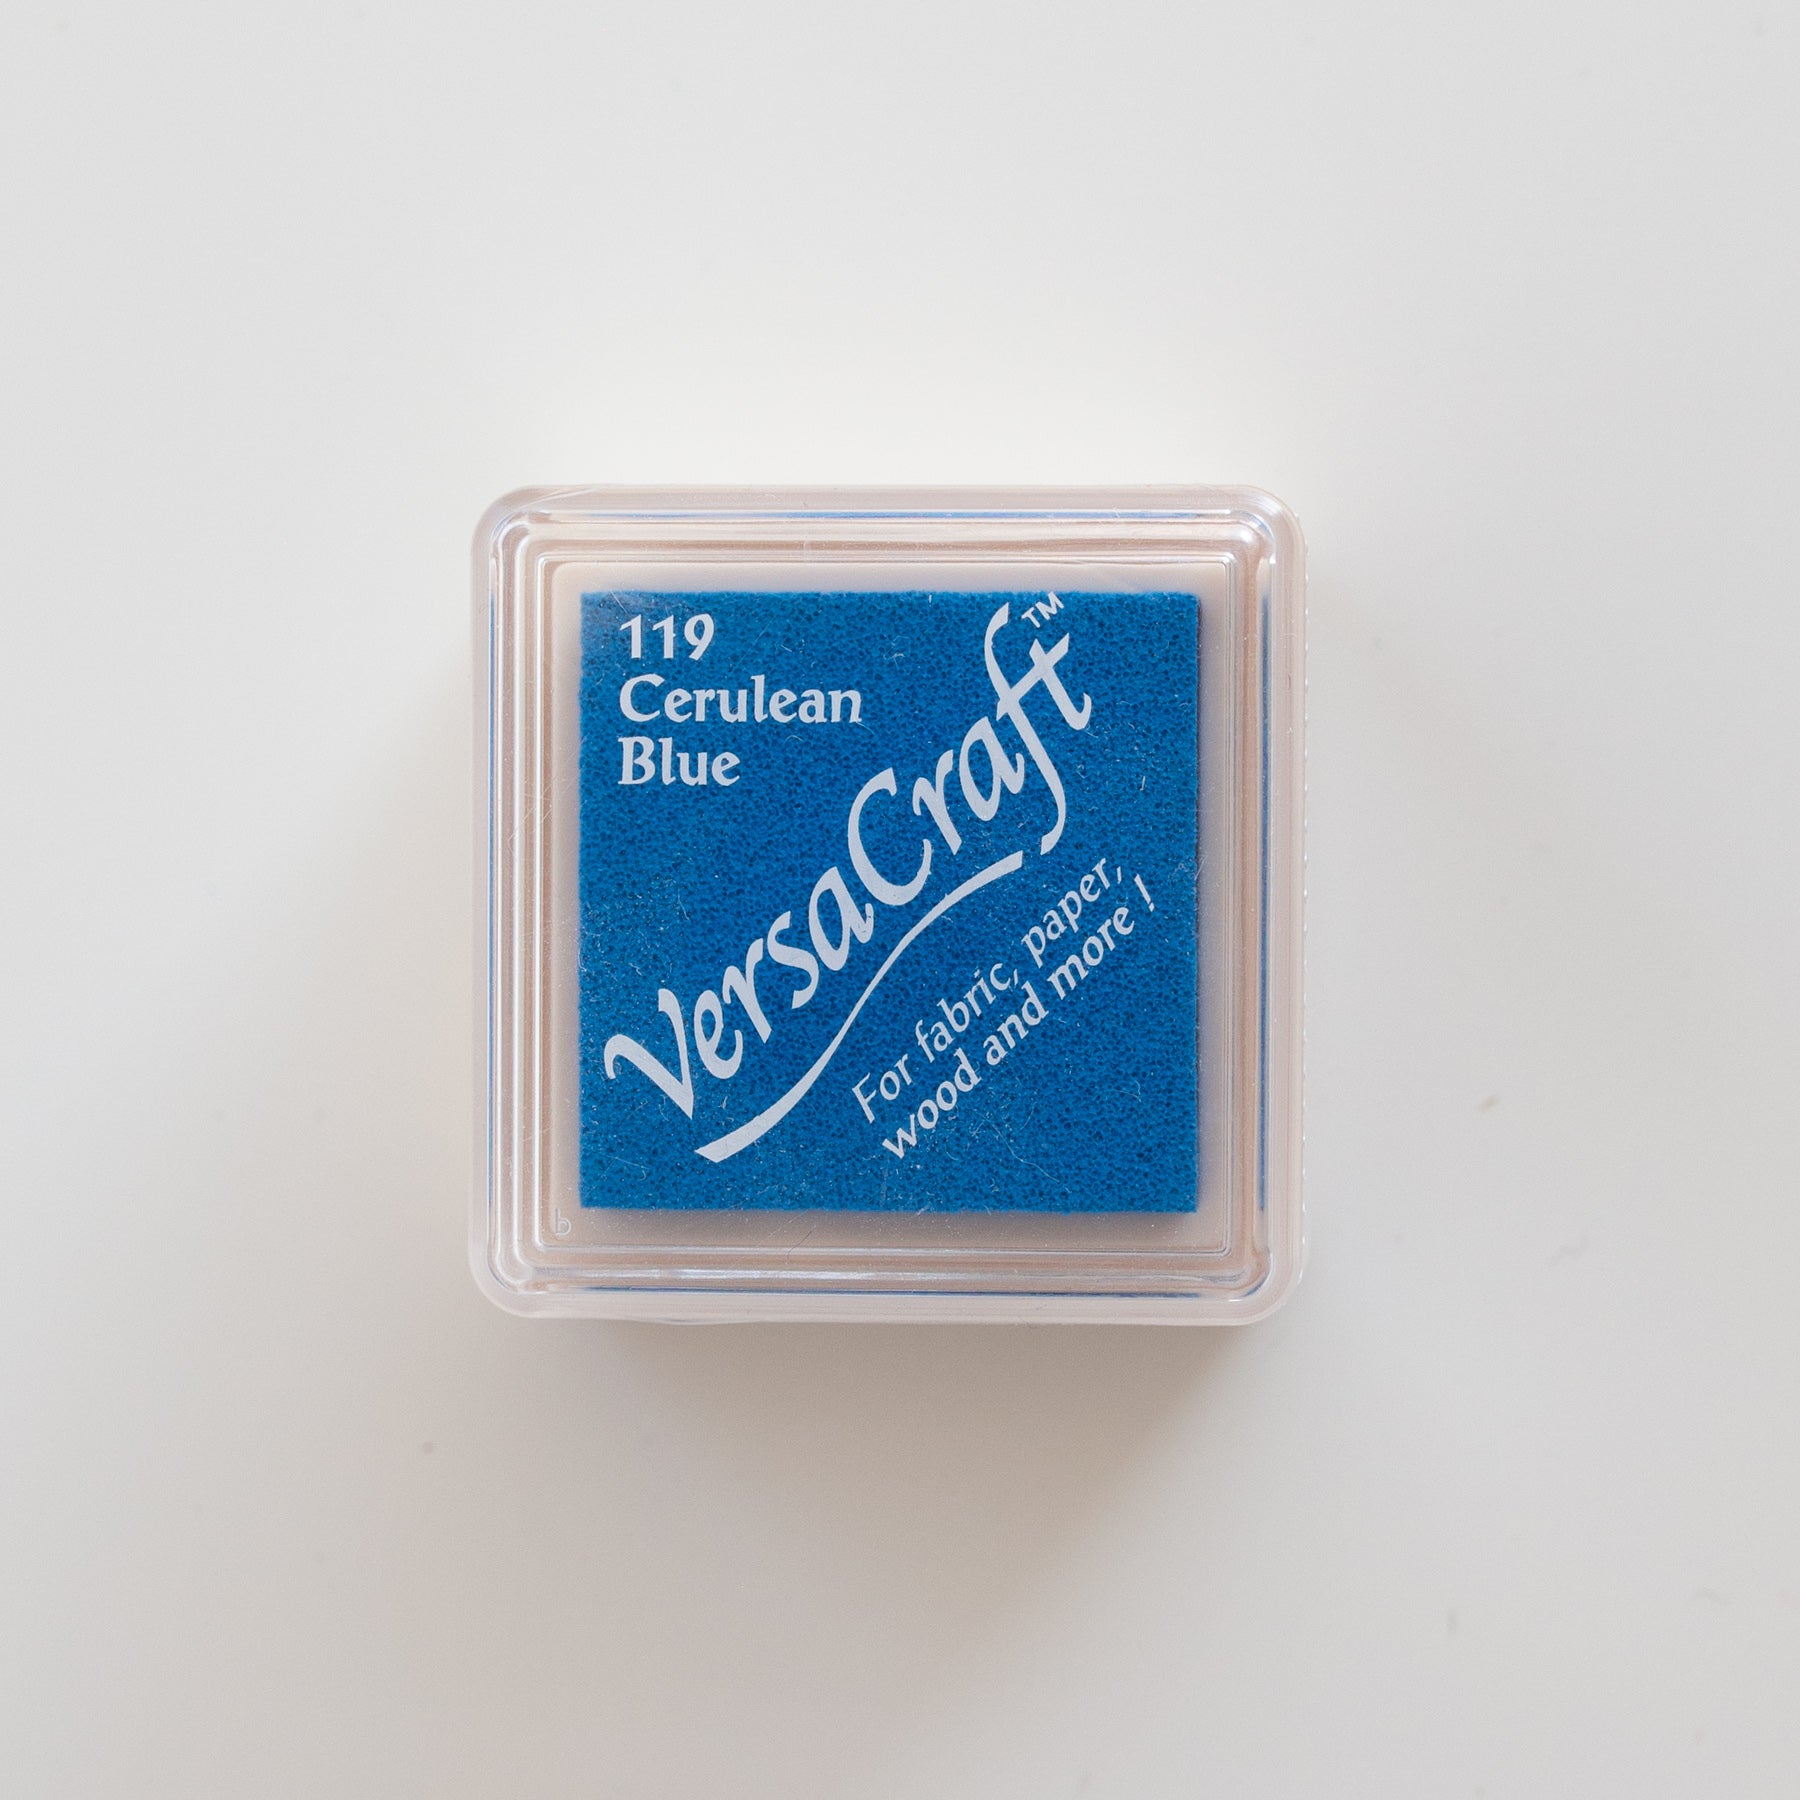 119
Cerulean
Blue
VersaCraft™
For fabric, paper,
wood and more !
b